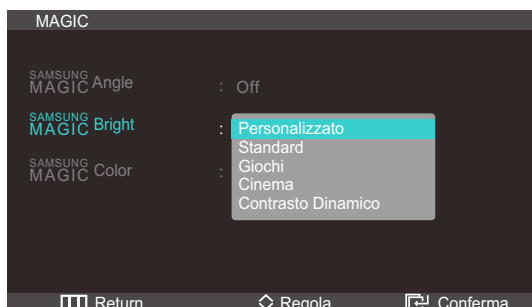 MAGIC
SAMSUNG
MAGIC Angle : Off
SAMSUNG
MAGIC Bright : Personalizzato
Standard
Giochi
Cinema
Contrasto Dinamico
SAMSUNG
MAGIC Color :
Return Regola Conferma